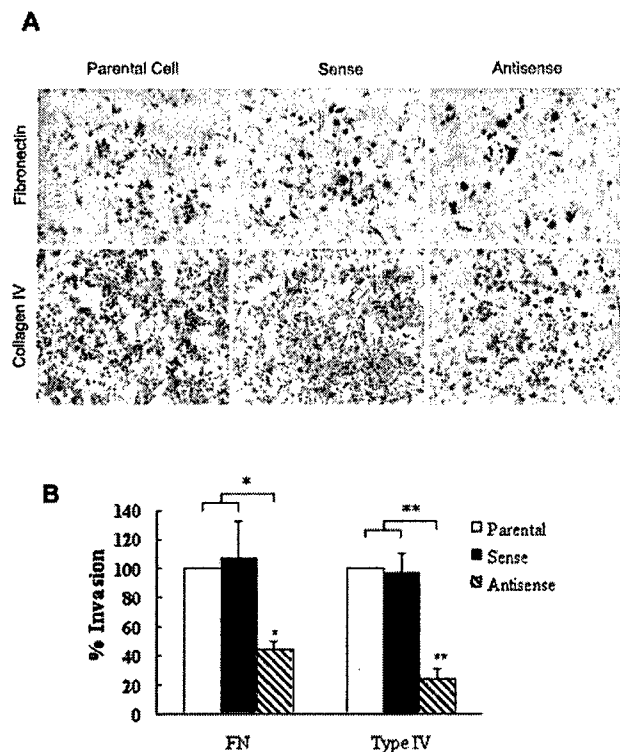 A
Parental Cell Sense Antisense
Fibronectin
Collagen IV
B
* **
140
120
100
80
60
40
20
0
% Invasion
* **
FN Type IV
Parental
Sense
Antisense